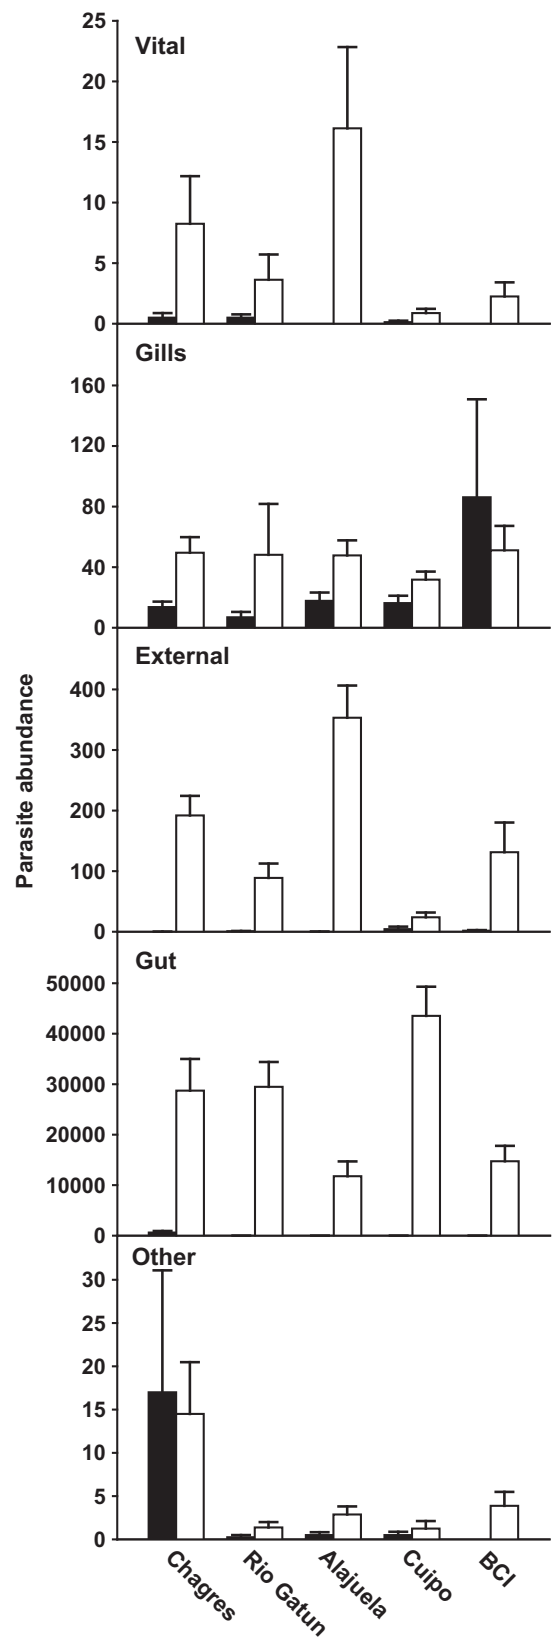 Parasite abundance
Vital
25
20
15
10
5
0
Gills
160
120
80
40
0
External
400
300
200
100
0
Gut
50000
40000
30000
20000
10000
0
Other
30
25
20
15
10
5
0
Chagres
Rio Gatun
Alajuela
Cuipo
BCI